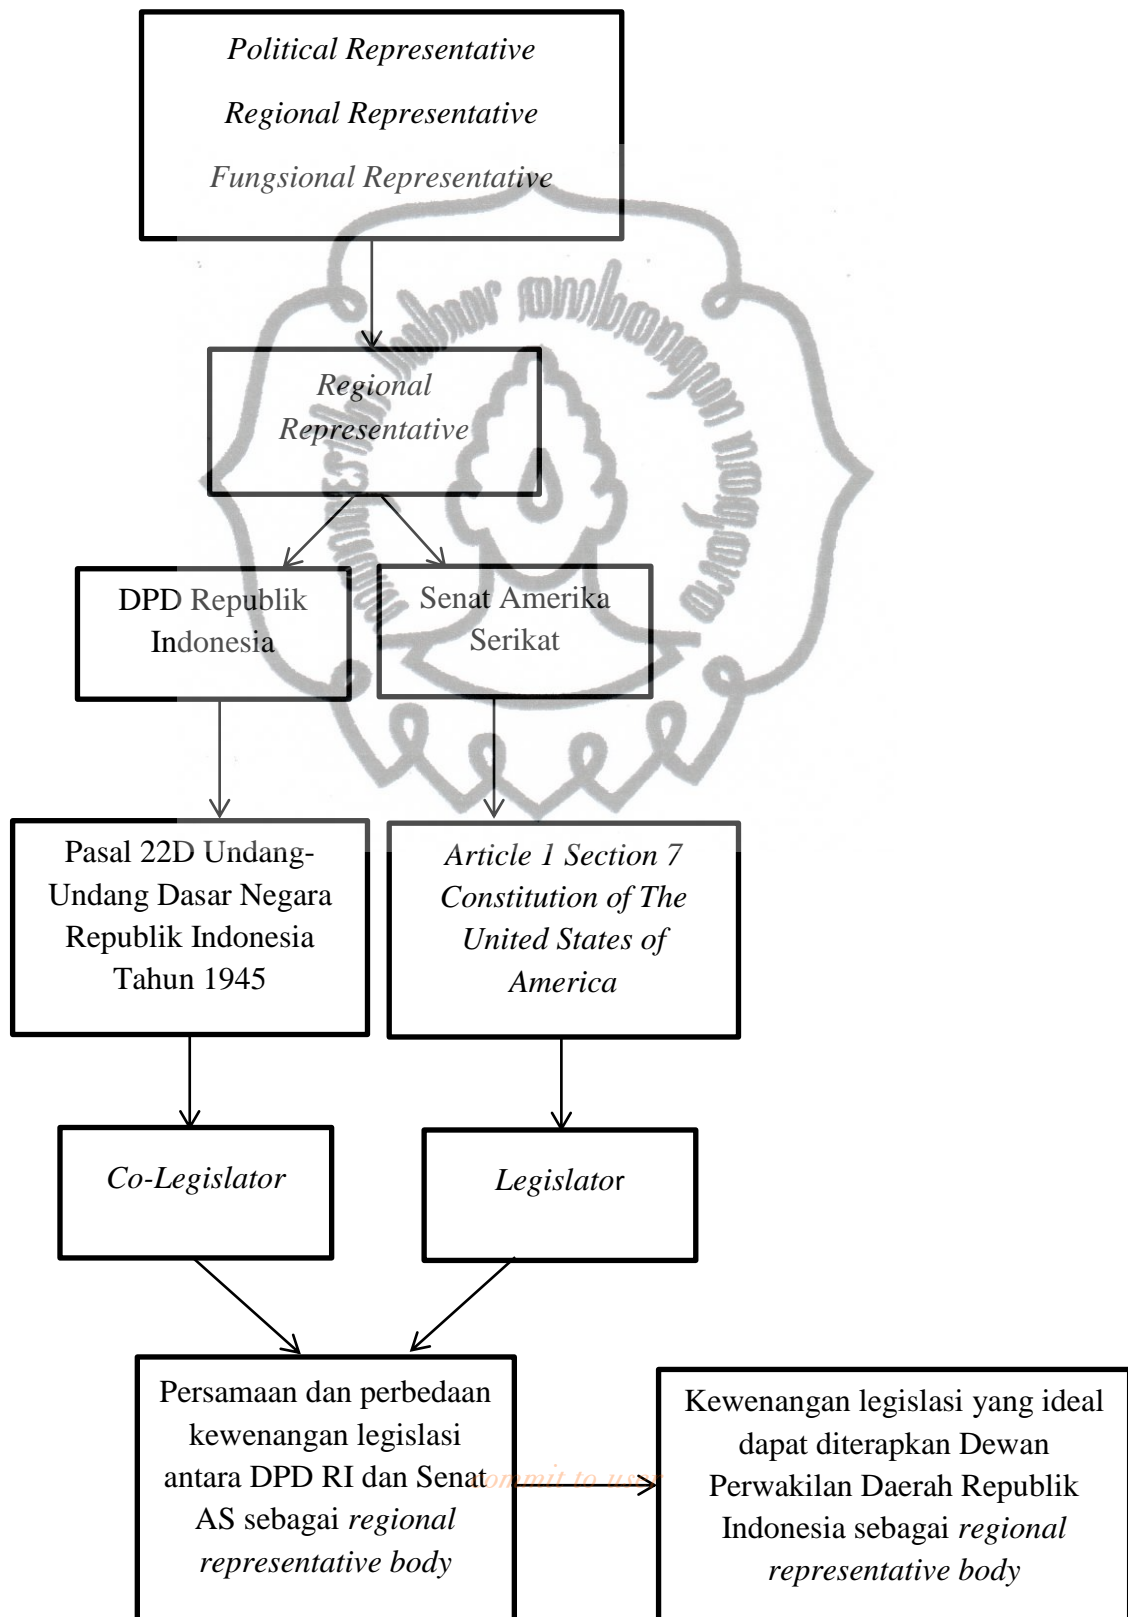 Political Representative
Regional Representative
Fungsional Representative
Regional
Representative
DPD Republik
Indonesia
Senat Amerika
Serikat
Pasal 22D Undang-
Undang Dasar Negara
Republik Indonesia
Tahun 1945
Article 1 Section 7
Constitution of The
United States of
America
Co-Legislator
Legislator
Persamaan dan perbedaan
kewenangan legislasi
antara DPD RI dan Senat
AS sebagai regional
representative body
commit to user
Kewenangan legislasi yang ideal
dapat diterapkan Dewan
Perwakilan Daerah Republik
Indonesia sebagai regional
representative body